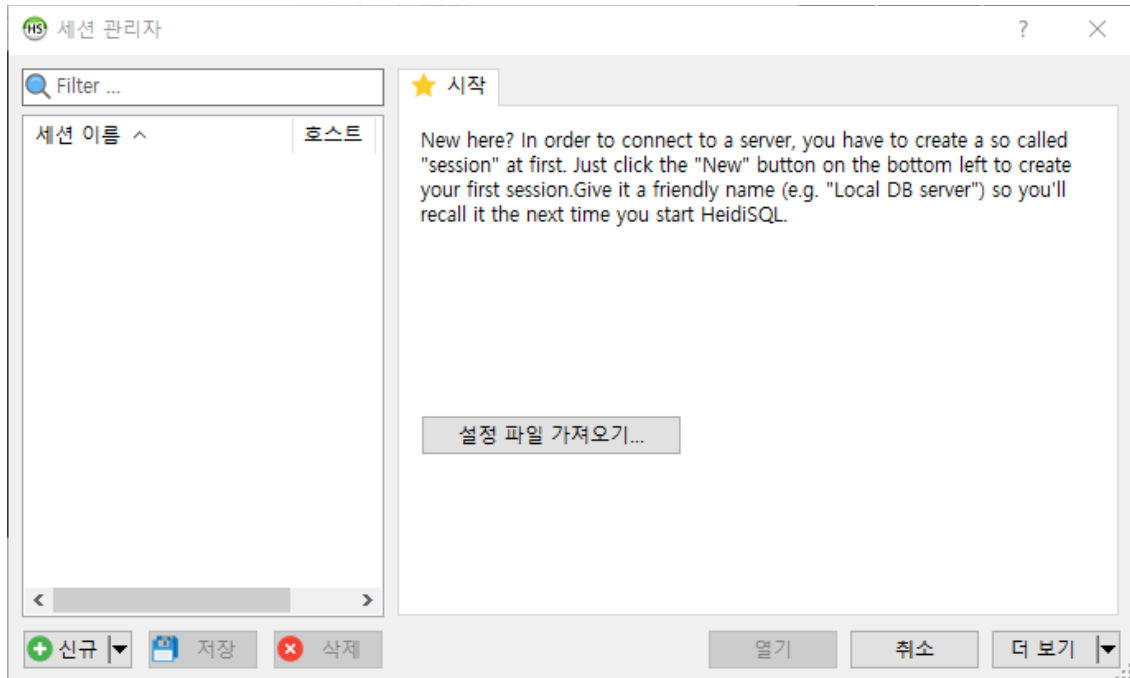 HS 세션 관리자
?
Filter ...
세션 이름
호스트
시작
New here? In order to connect to a server, you have to create a so called
"session" at first. Just click the "New" button on the bottom left to create
your first session.Give it a friendly name (e.g. "Local DB server") so you'll
recall it the next time you start HeidiSQL.
설정 파일 가져오기...
신규
저장
삭제
열기
취소
더 보기